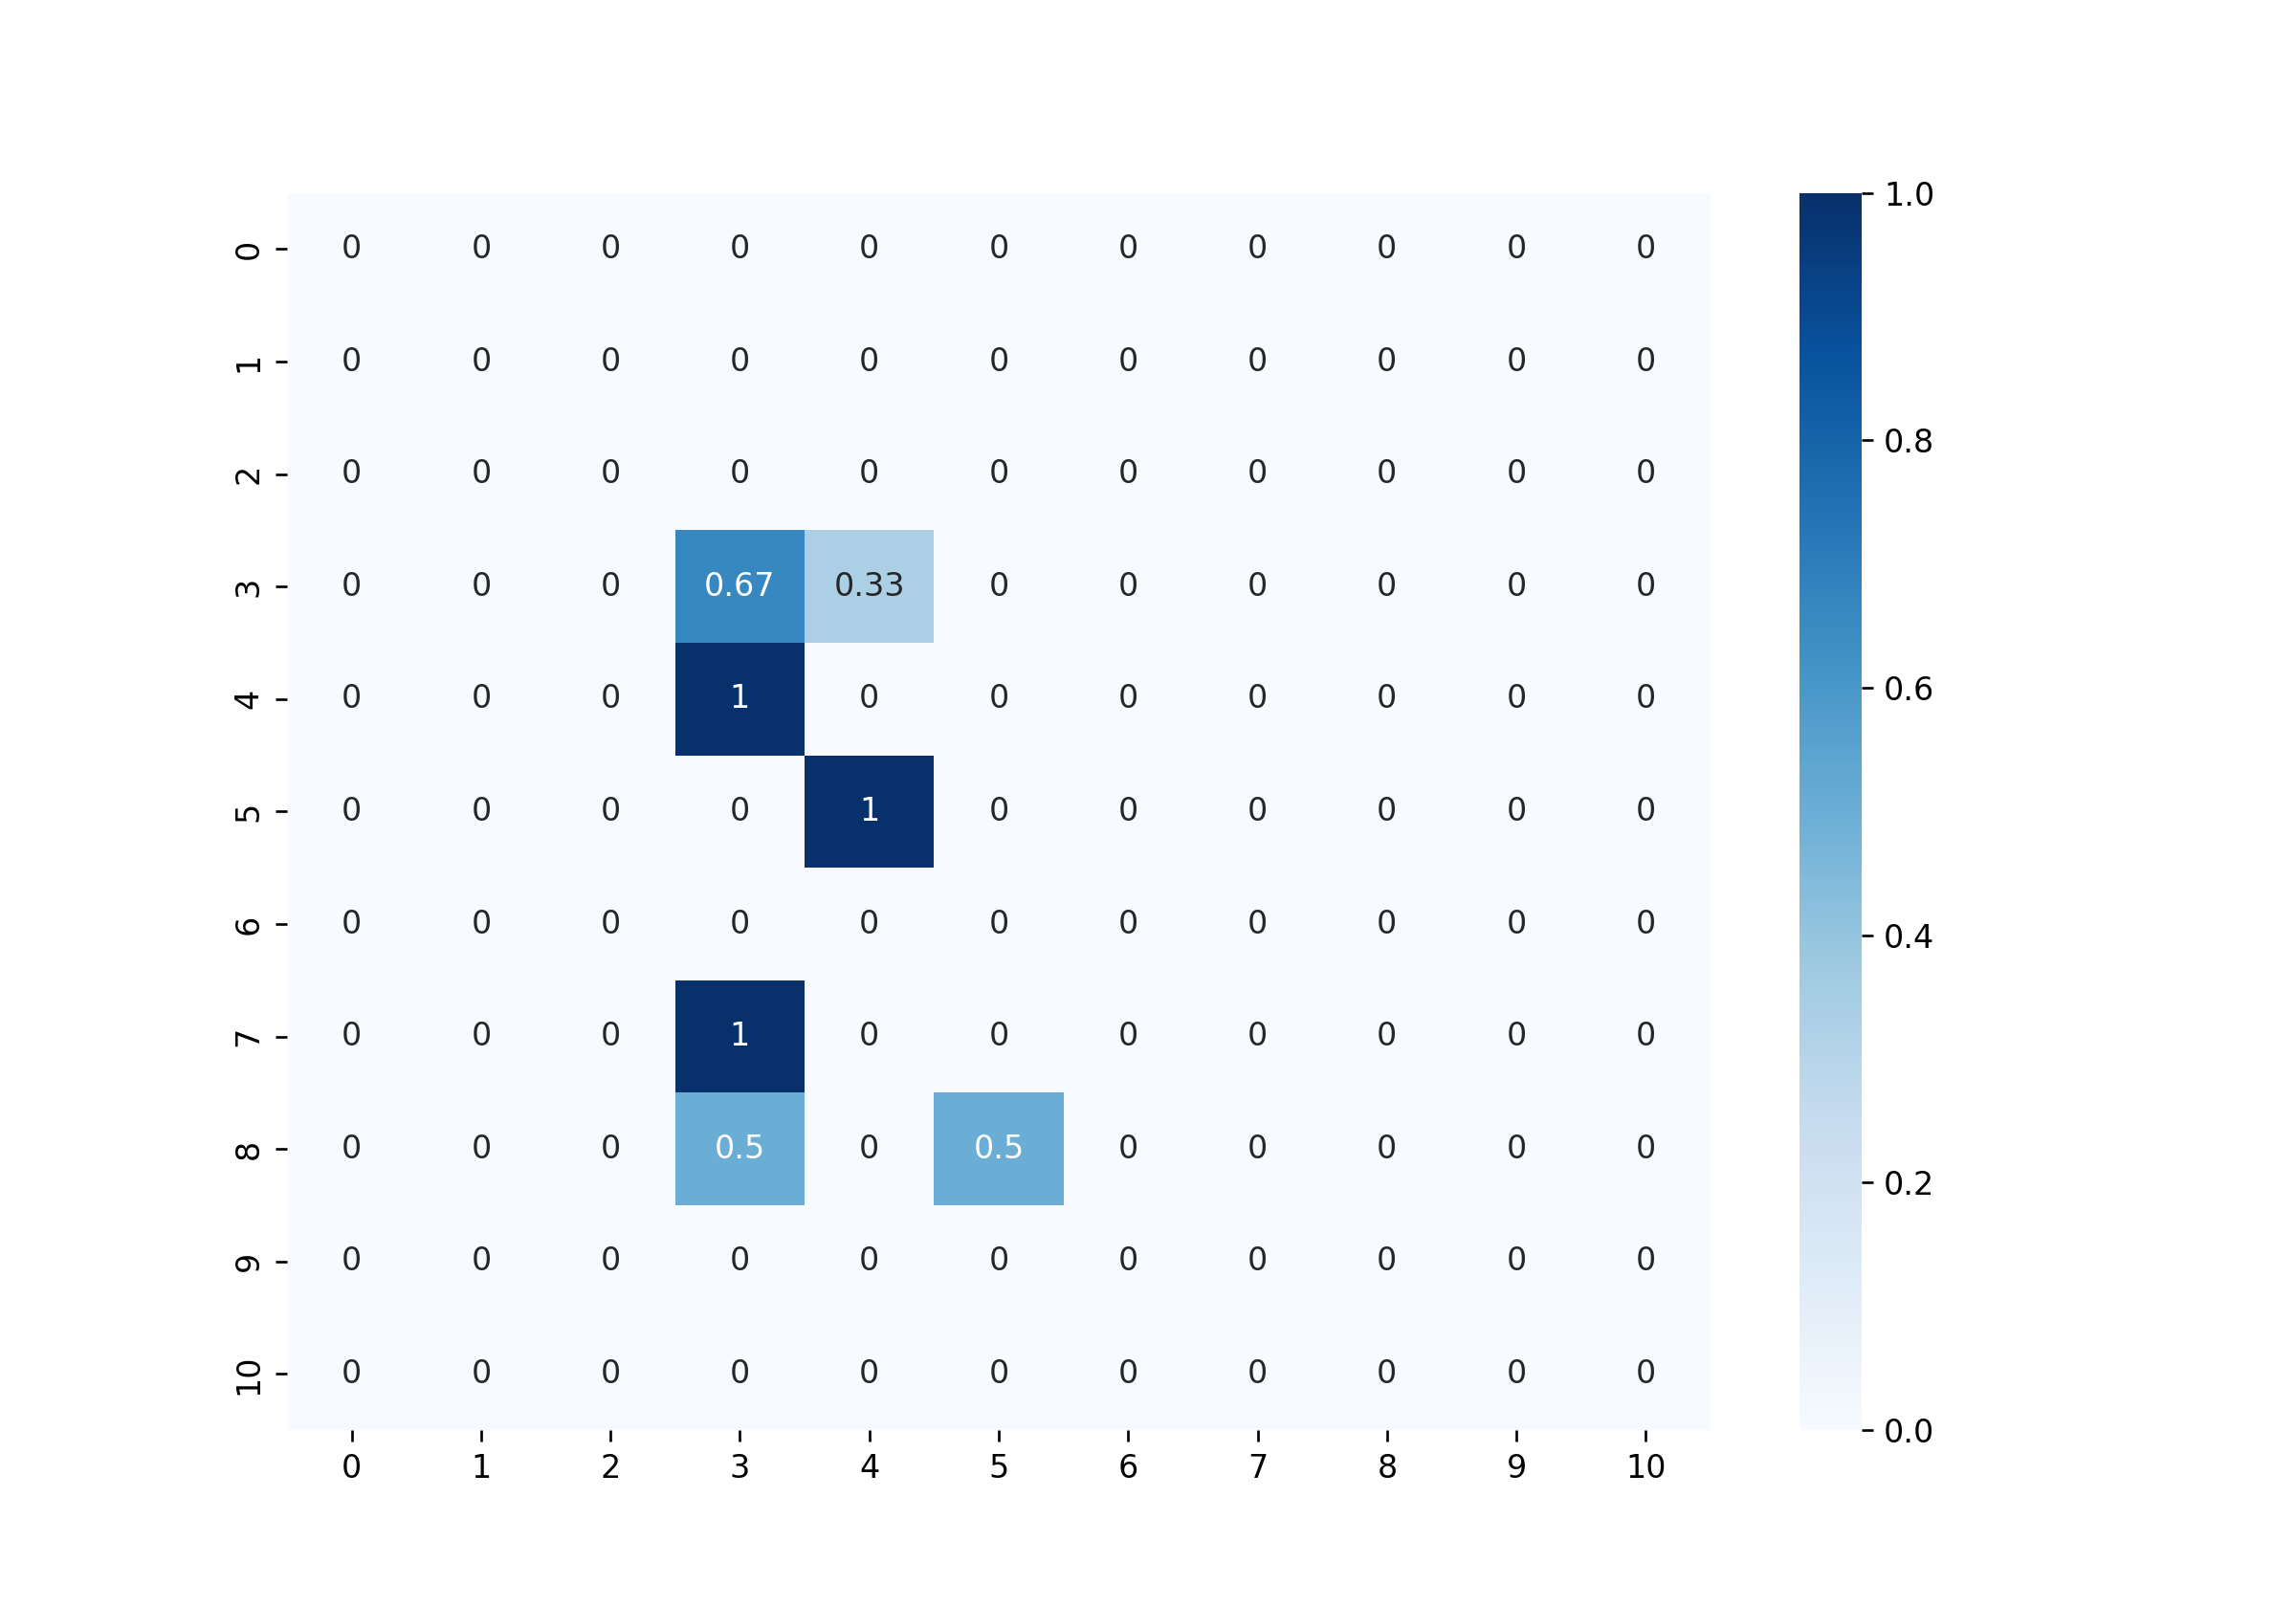 1.0
0 0 0 0 0 0 0 0 0 0 0 0
1 0 0 0 0 0 0 0 0 0 0 0
0.8
2 0 0 0 0 0 0 0 0 0 0 0
3 0 0 0 0.67 0.33 0 0 0 0 0 0
0.6
4 0 0 0 1 0 0 0 0 0 0 0
5 0 0 0 0 1 0 0 0 0 0 0
6 0 0 0 0 0 0 0 0 0 0 0
0.4
7 0 0 0 1 0 0 0 0 0 0 0
8 0 0 0 0.5 0 0.5 0 0 0 0 0
0.2
9 0 0 0 0 0 0 0 0 0 0 0
10 0 0 0 0 0 0 0 0 0 0 0
0.0
0 1 2 3 4 5 6 7 8 9 10